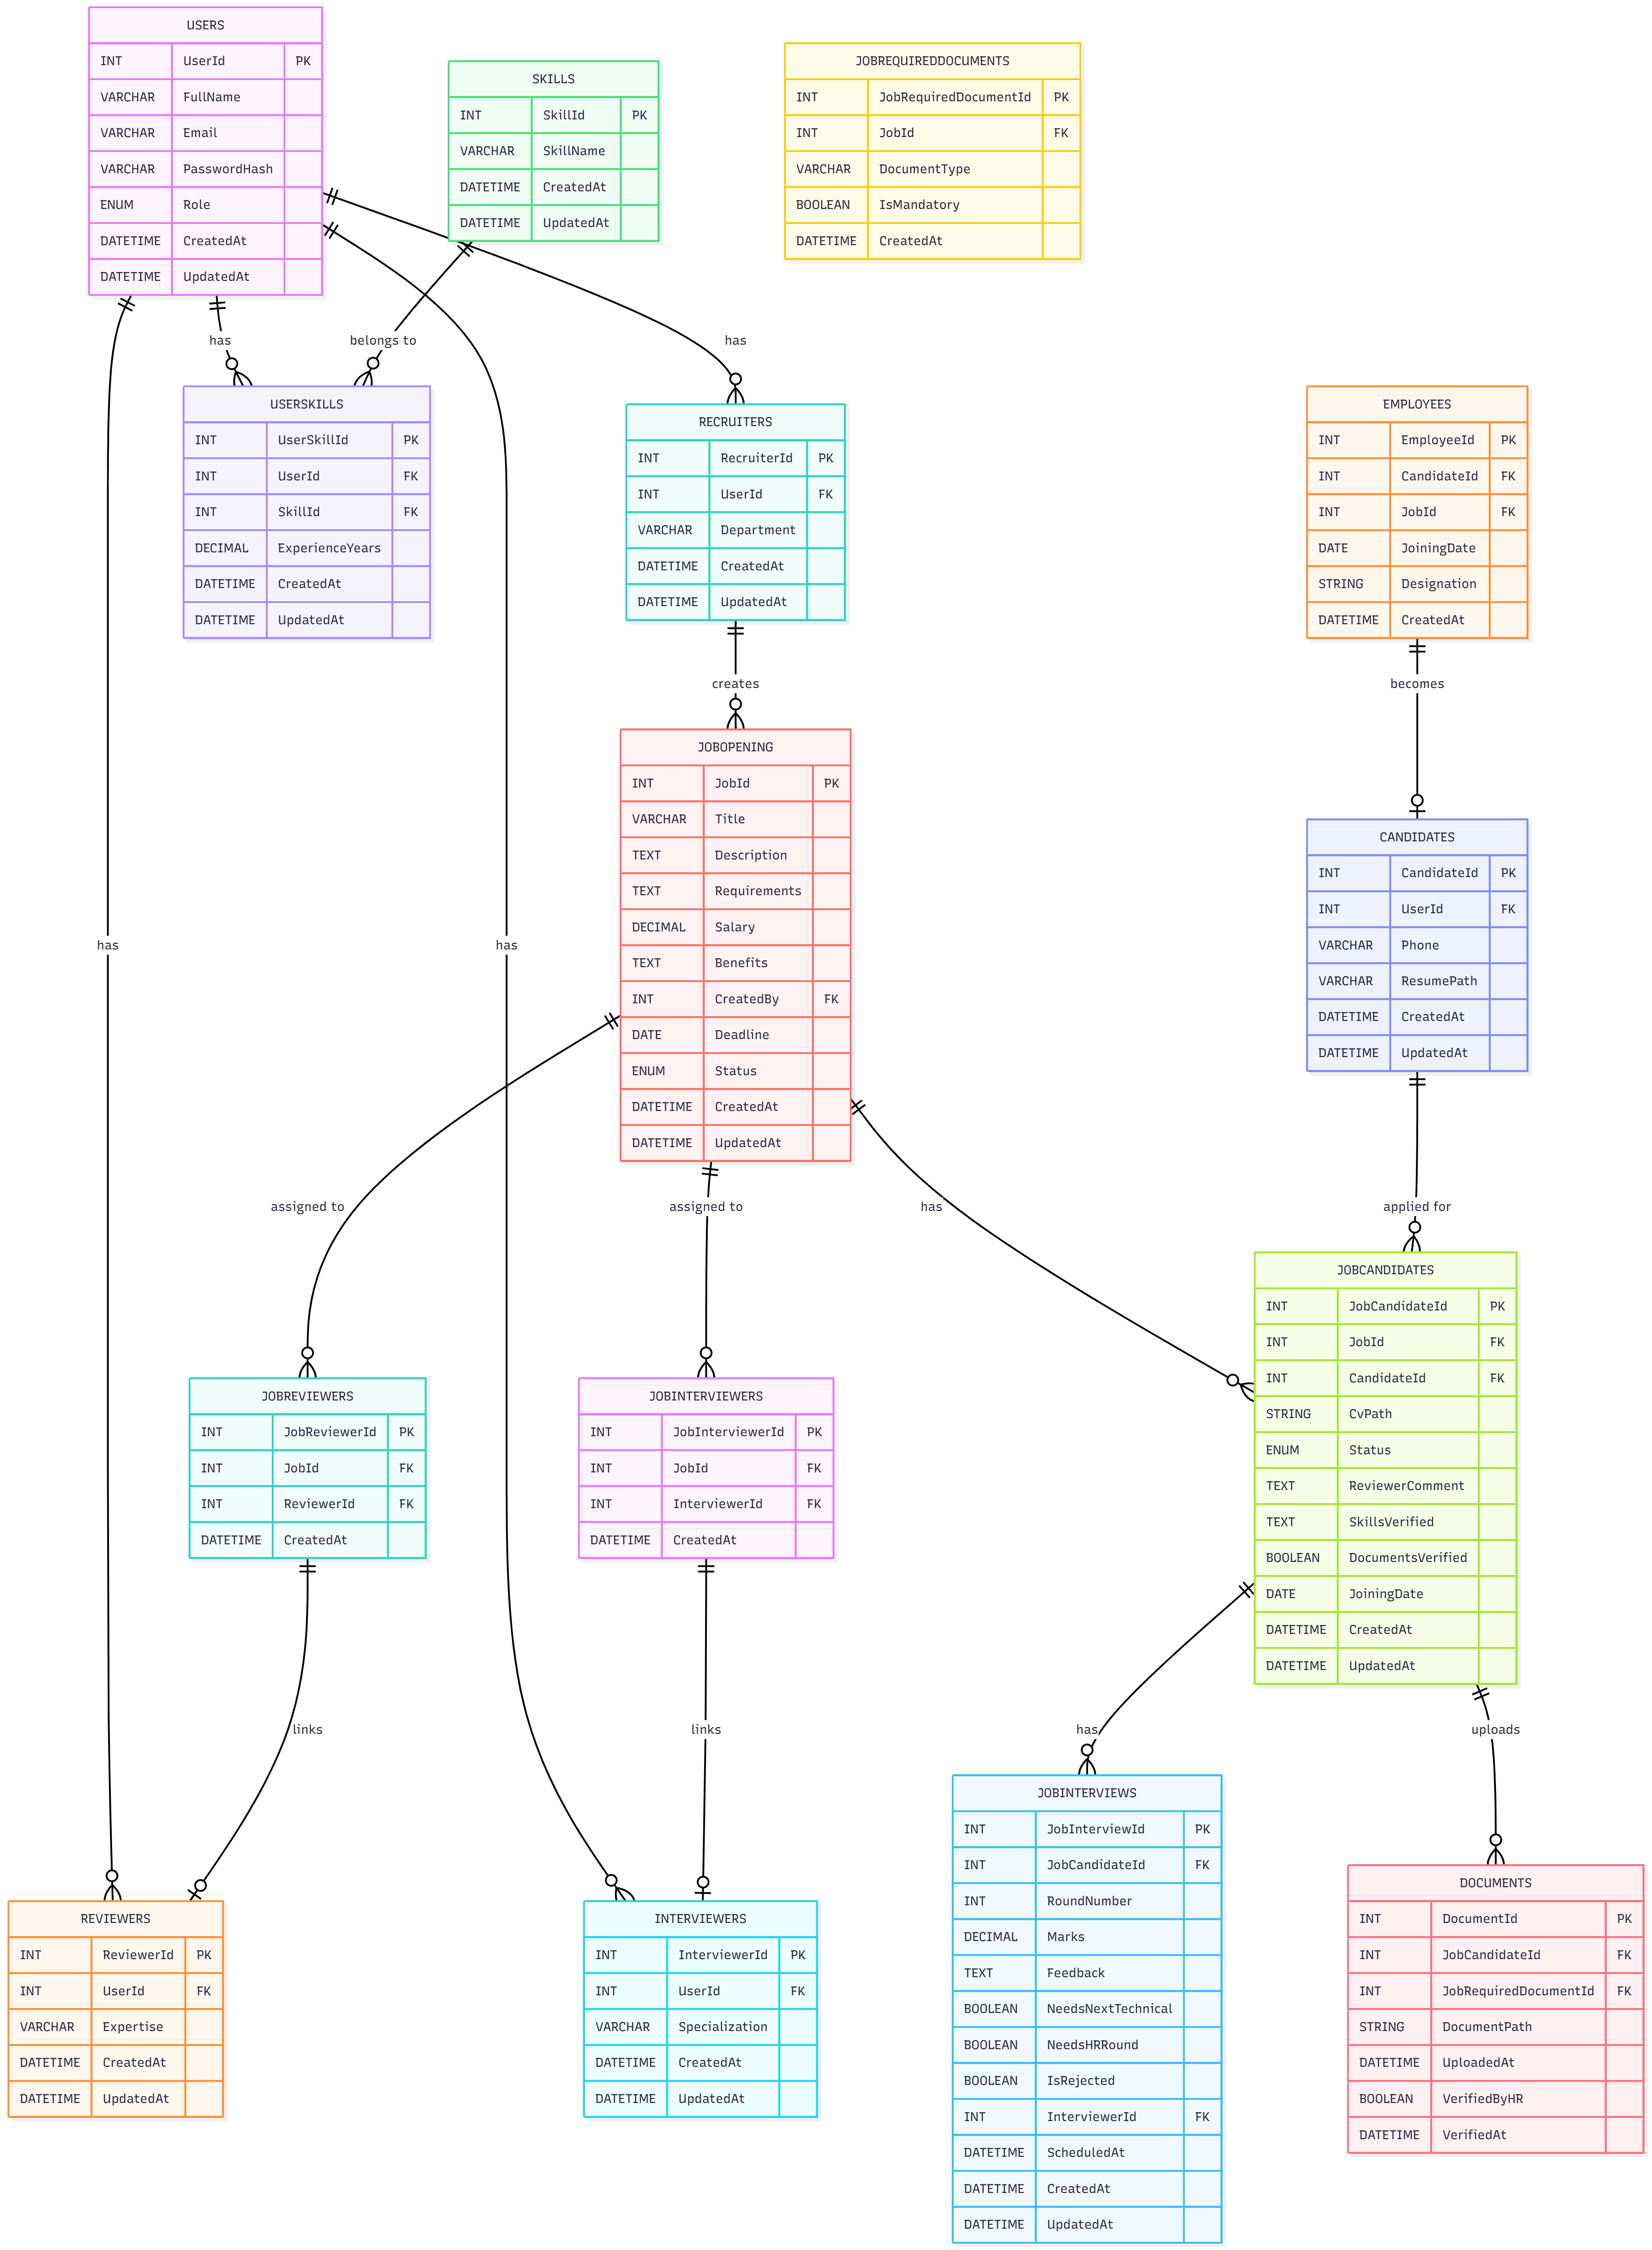 USERS
INT UserId PK
VARCHAR FullName
VARCHAR Email
VARCHAR PasswordHash
ENUM Role
DATETIME CreatedAt
DATETIME UpdatedAt
SKILLS
INT SkillId PK
VARCHAR SkillName
DATETIME CreatedAt
DATETIME UpdatedAt
JOBREQUIREDDOCUMENTS
INT JobRequiredDocumentId PK
INT JobId FK
VARCHAR DocumentType
BOOLEAN IsMandatory
DATETIME CreatedAt
has
belongs to
has
USERSKILLS
INT UserSkillId PK
INT UserId FK
INT SkillId FK
DECIMAL ExperienceYears
DATETIME CreatedAt
DATETIME UpdatedAt
RECRUITERS
INT RecruiterId PK
INT UserId FK
VARCHAR Department
DATETIME CreatedAt
DATETIME UpdatedAt
EMPLOYEES
INT EmployeeId PK
INT CandidateId FK
INT JobId FK
DATE JoiningDate
STRING Designation
DATETIME CreatedAt
creates
becomes
JOBOPENING
INT JobId PK
VARCHAR Title
TEXT Description
TEXT Requirements
DECIMAL Salary
TEXT Benefits
INT CreatedBy FK
DATE Deadline
ENUM Status
DATETIME CreatedAt
DATETIME UpdatedAt
CANDIDATES
INT CandidateId PK
INT UserId FK
VARCHAR Phone
VARCHAR ResumePath
DATETIME CreatedAt
DATETIME UpdatedAt
has
has
assigned to
assigned to
has
applied for
JOBREVIEWERS
INT JobReviewerId PK
INT JobId FK
INT ReviewerId FK
DATETIME CreatedAt
JOBINTERVIEWERS
INT JobInterviewerId PK
INT JobId FK
INT InterviewerId FK
DATETIME CreatedAt
JOBCANDIDATES
INT JobCandidateId PK
INT JobId FK
INT CandidateId FK
STRING CvPath
ENUM Status
TEXT ReviewerComment
TEXT SkillsVerified
BOOLEAN DocumentsVerified
DATE JoiningDate
DATETIME CreatedAt
DATETIME UpdatedAt
links
links
has
uploads
REVIEWERS
INT ReviewerId PK
INT UserId FK
VARCHAR Expertise
DATETIME CreatedAt
DATETIME UpdatedAt
INTERVIEWERS
INT InterviewerId PK
INT UserId FK
VARCHAR Specialization
DATETIME CreatedAt
DATETIME UpdatedAt
JOBINTERVIEWS
INT JobInterviewId PK
INT JobCandidateId FK
INT RoundNumber
DECIMAL Marks
TEXT Feedback
BOOLEAN NeedsNextTechnical
BOOLEAN NeedsHRRound
BOOLEAN IsRejected
INT InterviewerId FK
DATETIME ScheduledAt
DATETIME CreatedAt
DATETIME UpdatedAt
DOCUMENTS
INT DocumentId PK
INT JobCandidateId FK
INT JobRequiredDocumentId FK
STRING DocumentPath
DATETIME UploadedAt
BOOLEAN VerifiedByHR
DATETIME VerifiedAt